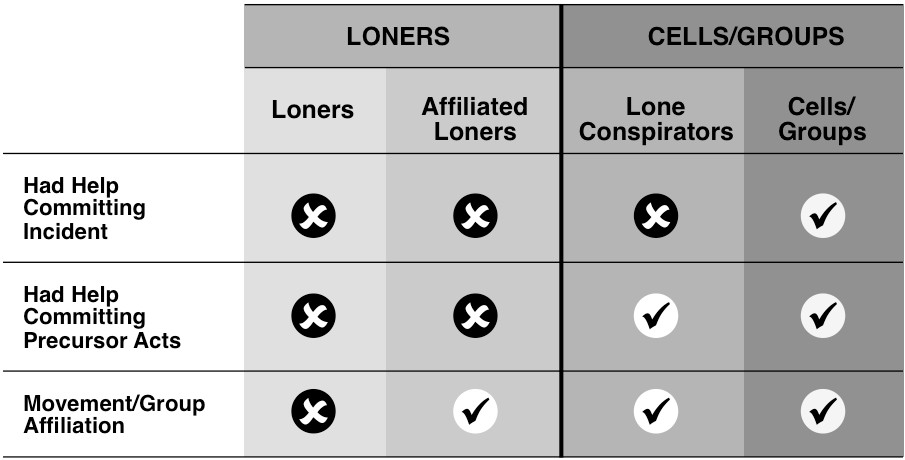 LONERS
CELLS/GROUPS
Loners
Affiliated
Loners
Lone
Conspirators
Cells/
Groups
Had Help
Committing
Incident
Had Help
Committing
Precursor Acts
Movement/Group
Affiliation